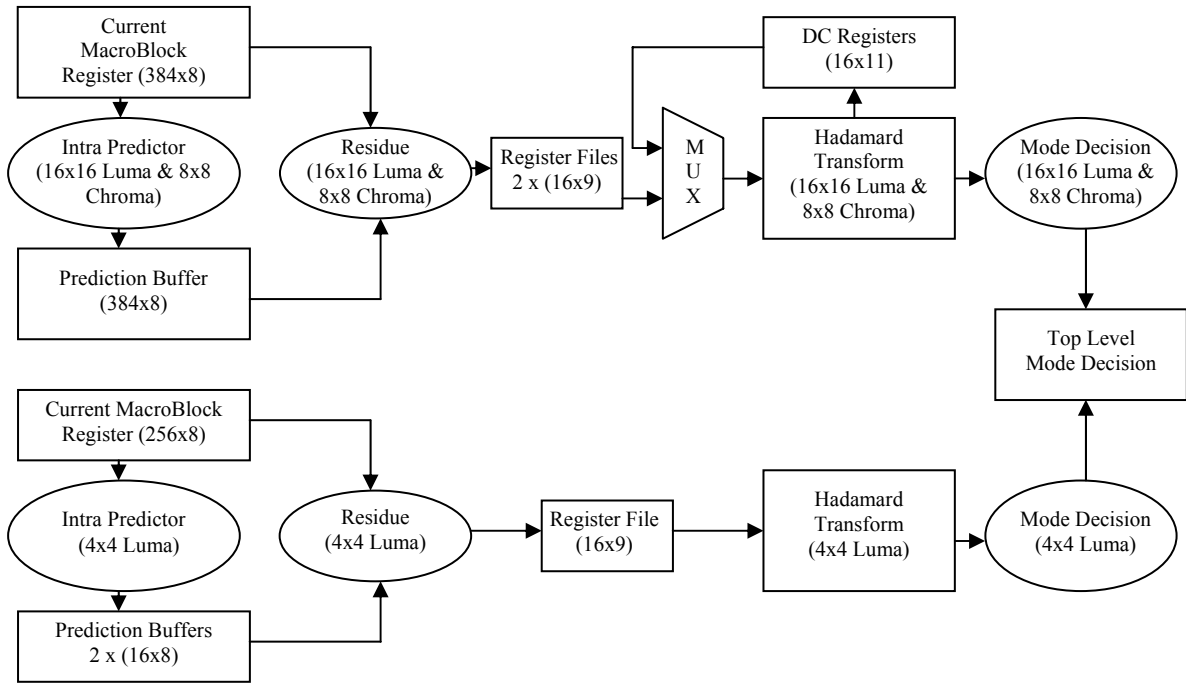 Current
MacroBlock
Register (384x8)
Intra Predictor
(16x16 Luma & 8x8
Chroma)
Prediction Buffer
(384x8)
Residue
(16x16 Luma &
8x8 Chroma)
Register Files
2 x (16x9)
M
U
X
DC Registers
(16x11)
Hadamard
Transform
(16x16 Luma &
8x8 Chroma)
Mode Decision
(16x16 Luma &
8x8 Chroma)
Top Level
Mode Decision
Current MacroBlock
Register (256x8)
Intra Predictor
(4x4 Luma)
Prediction Buffers
2 x (16x8)
Residue
(4x4 Luma)
Register File
(16x9)
Hadamard
Transform
(4x4 Luma)
Mode Decision
(4x4 Luma)